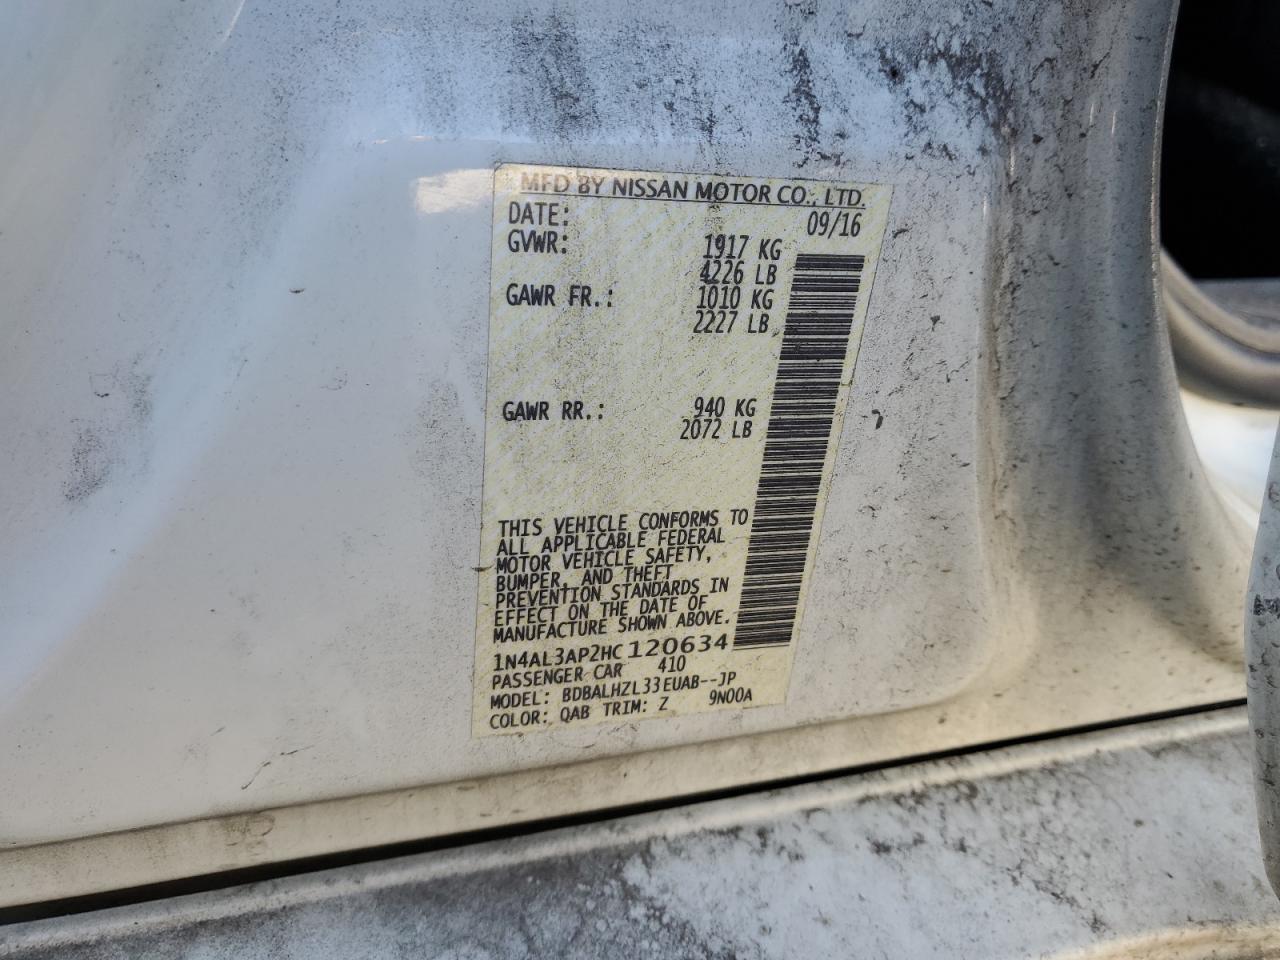 MFD BY NISSAN MOTOR CO., LTD.
DATE: 09/16
GVWR: 1917 KG
4226 LB
GAWR FR.: 1010 KG
2227 LB
GAWR RR.: 940 KG
2072 LB
THIS VEHICLE CONFORMS TO
ALL APPLICABLE FEDERAL
MOTOR VEHICLE SAFETY,
BUMPER, AND THEFT
PREVENTION STANDARDS IN
EFFECT ON THE DATE OF
MANUFACTURE SHOWN ABOVE.
1N4AL3AP2HC120634
PASSENGER CAR 410
MODEL: BDBALHZL33EUAB--JP
COLOR: QAB TRIM: Z 9N00A